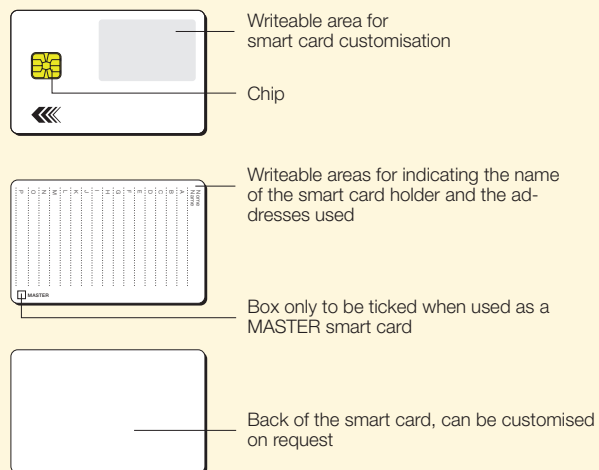 Writeable area for
smart card customisation
Chip
Writeable areas for indicating the name
of the smart card holder and the ad-
dresses used
Name
Name
A
B
C
D
E
F
G
H
I
J
K
L
M
N
O
P
MASTER
Box only to be ticked when used as a
MASTER smart card
Back of the smart card, can be customised
on request